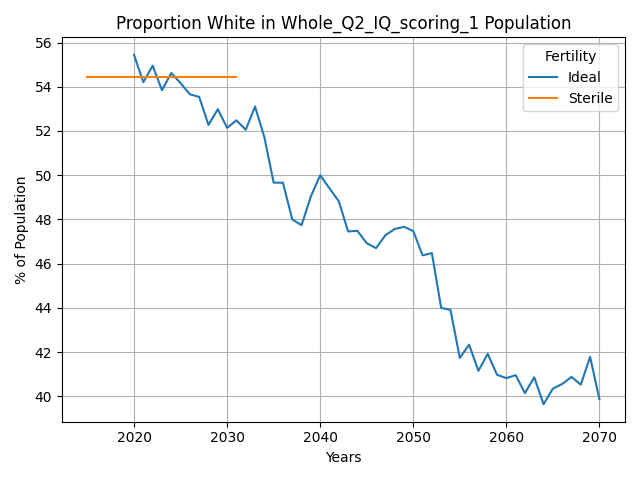 Proportion White in Whole_Q2_IQ_scoring_1 Population
Fertility
Ideal
Sterile
% of Population
56
54
52
50
48
46
44
42
40
2020 2030 2040 2050 2060 2070
Years